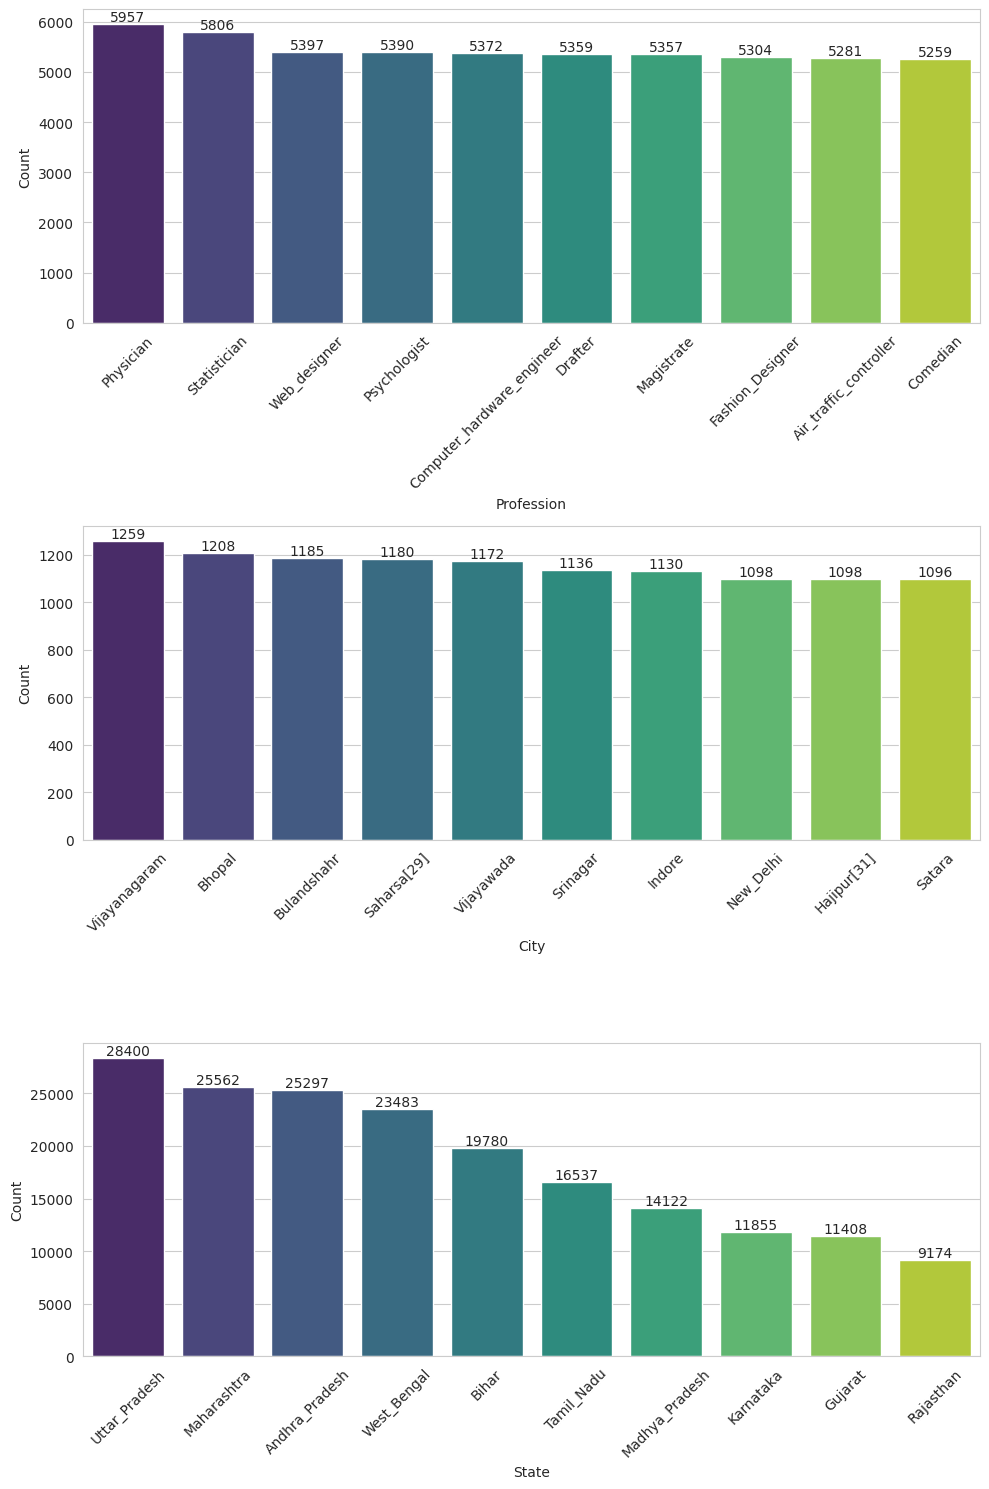 5957
5806
5397
5390
5372
5359
5357
5304
5281
5259
6000
5000
4000
3000
2000
1000
0
Count
Physician
Statistician
Web_designer
Psychologist
Computer_hardware_engineer
Drafter
Magistrate
Fashion_Designer
Air_traffic_controller
Comedian
Profession
1259
1208
1185
1180
1172
1136
1130
1098
1098
1096
1200
1000
800
600
400
200
0
Count
Vijayanagaram
Bhopal
Bulandshahr
Saharsa[29]
Vijayawada
Srinagar
Indore
New_Delhi
Hajipur[31]
Satara
City
28400
25562
25297
23483
19780
16537
14122
11855
11408
9174
25000
20000
15000
10000
5000
0
Count
Uttar_Pradesh
Maharashtra
Andhra_Pradesh
West_Bengal
Bihar
Tamil_Nadu
Madhya_Pradesh
Karnataka
Gujarat
Rajasthan
State